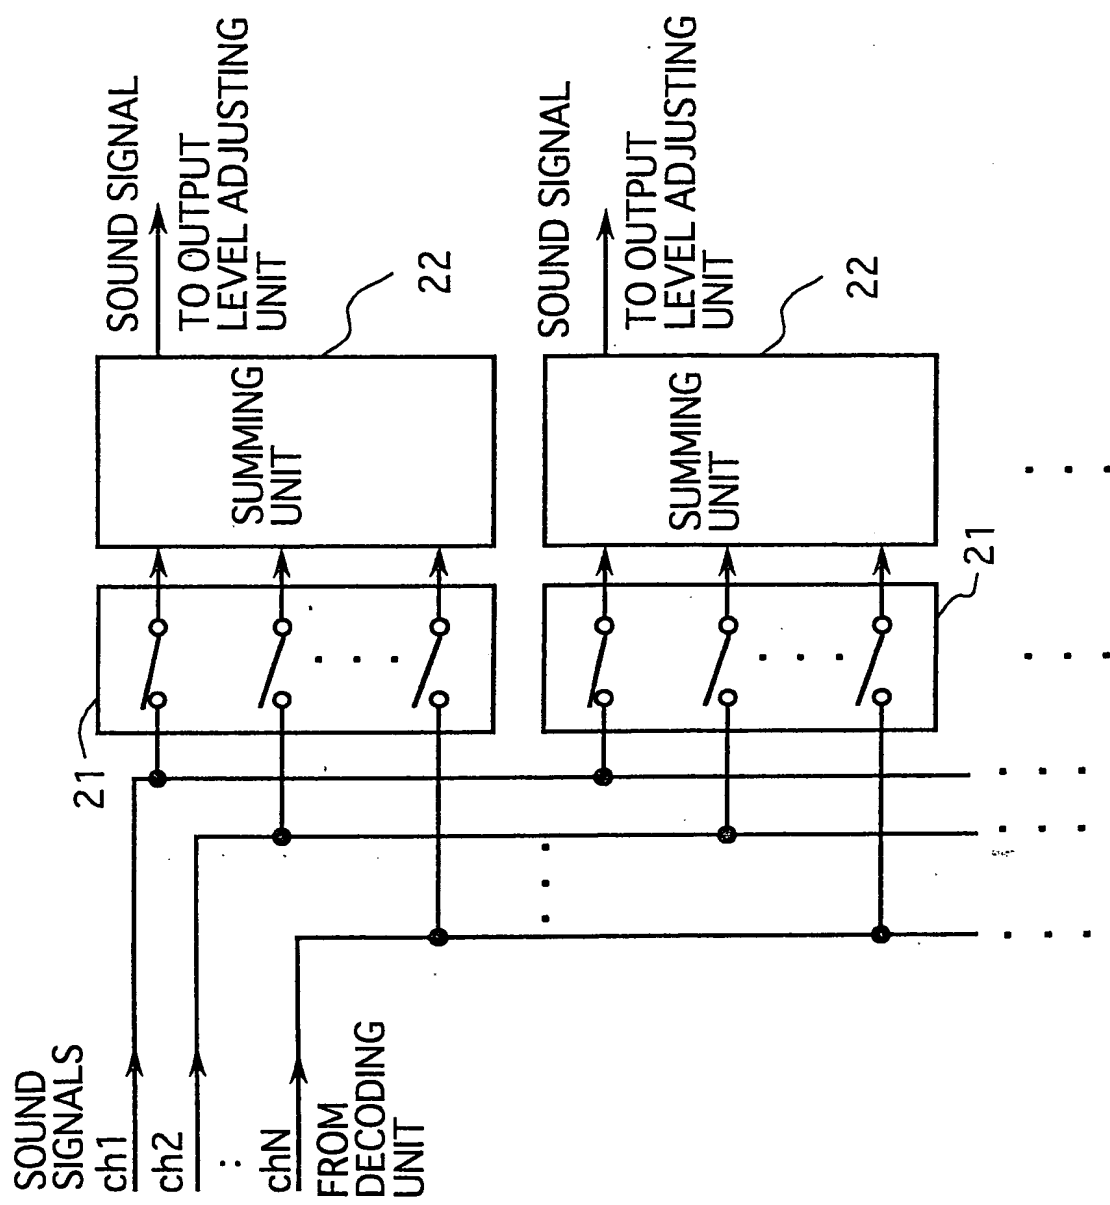 SOUND
SIGNALS
ch1
ch2
:
chN
FROM
DECODING
UNIT
21
SUMMING
UNIT
22
SOUND SIGNAL
TO OUTPUT
LEVEL ADJUSTING
UNIT
21
SUMMING
UNIT
22
SOUND SIGNAL
TO OUTPUT
LEVEL ADJUSTING
UNIT